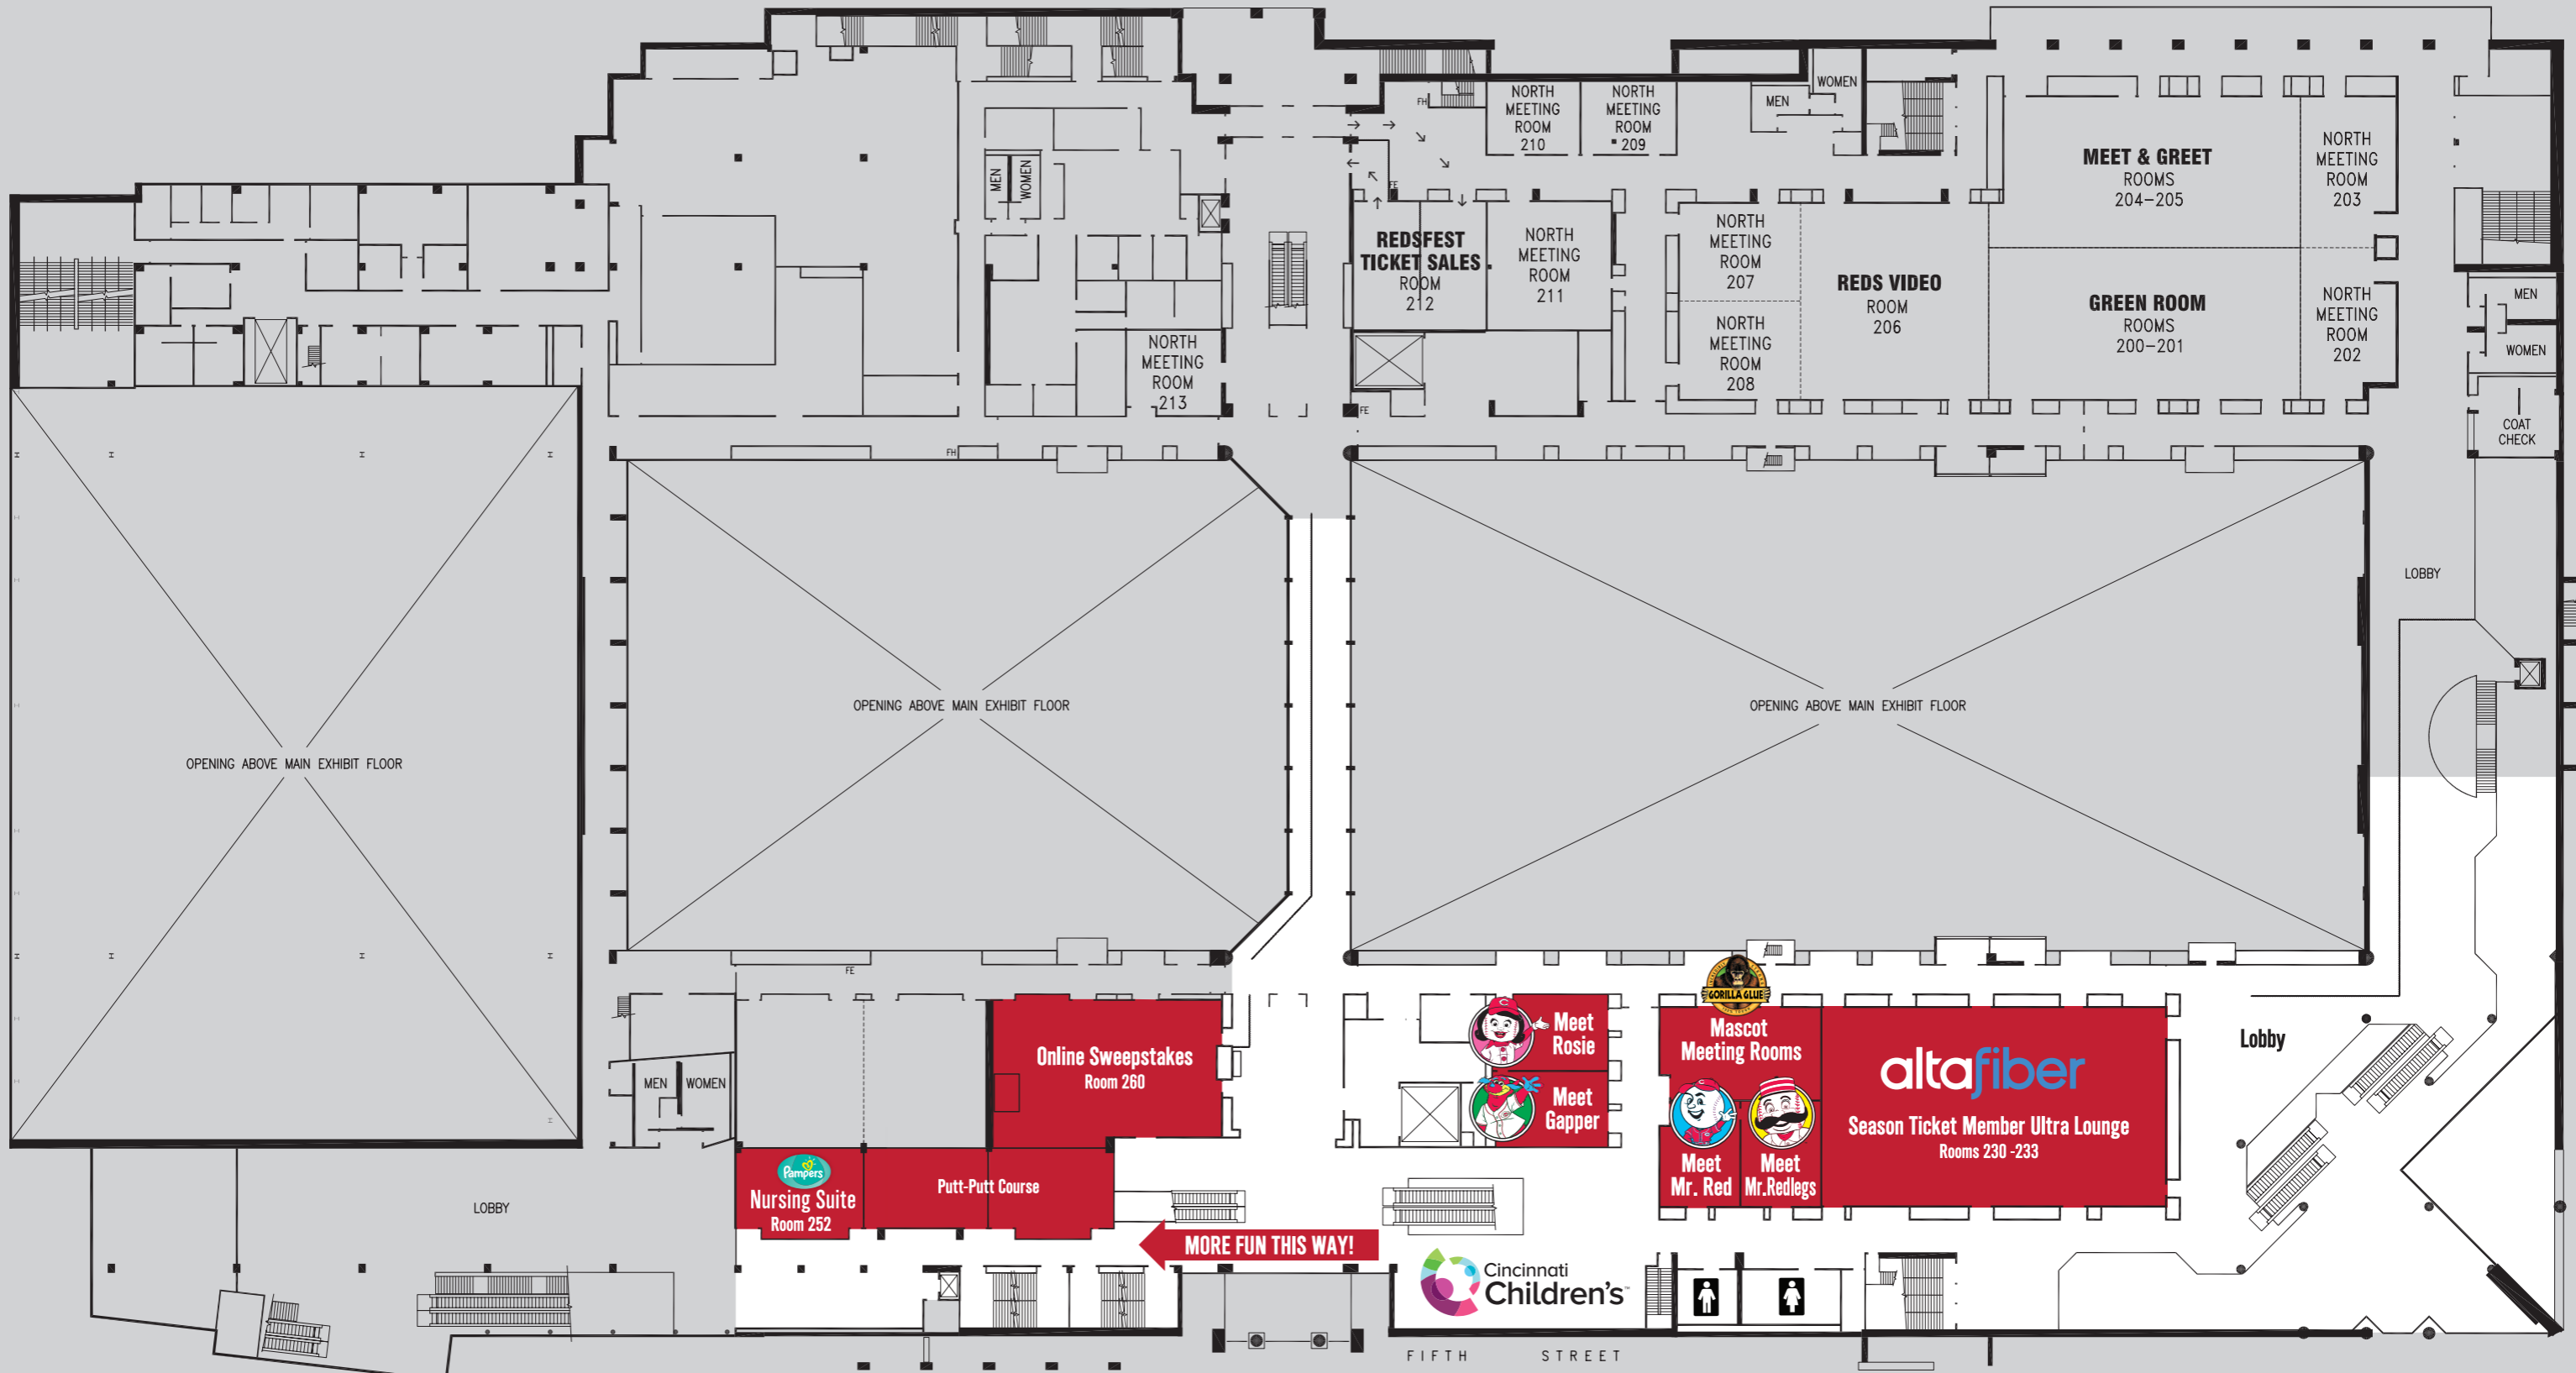 WOMEN
MEN
FH
NORTH
MEETING
ROOM
210
NORTH
MEETING
ROOM
209
MEN
WOMEN
FE
MEET & GREET
ROOMS
204-205
NORTH
MEETING
ROOM
203
REDSFEST
TICKET SALES
ROOM
212
NORTH
MEETING
ROOM
211
NORTH
MEETING
ROOM
207
REDS VIDEO
ROOM
206
GREEN ROOM
ROOMS
200-201
NORTH
MEETING
ROOM
202
MEN
WOMEN
NORTH
MEETING
ROOM
208
NORTH
MEETING
ROOM
213
FE
COAT
CHECK
FH
LOBBY
OPENING ABOVE MAIN EXHIBIT FLOOR
OPENING ABOVE MAIN EXHIBIT FLOOR
OPENING ABOVE MAIN EXHIBIT FLOOR
FE
GORILLA GLUE
Meet
Rosie
Mascot
Meeting Rooms
Online Sweepstakes
Room 260
MEN
WOMEN
Meet
Gapper
altafiber
Season Ticket Member Ultra Lounge
Rooms 230 -233
Lobby
Pampers
Nursing Suite
Room 252
Putt-Putt Course
Meet
Mr. Red
Meet
Mr.Redlegs
LOBBY
MORE FUN THIS WAY!
Cincinnati
Children's
FIFTH STREET